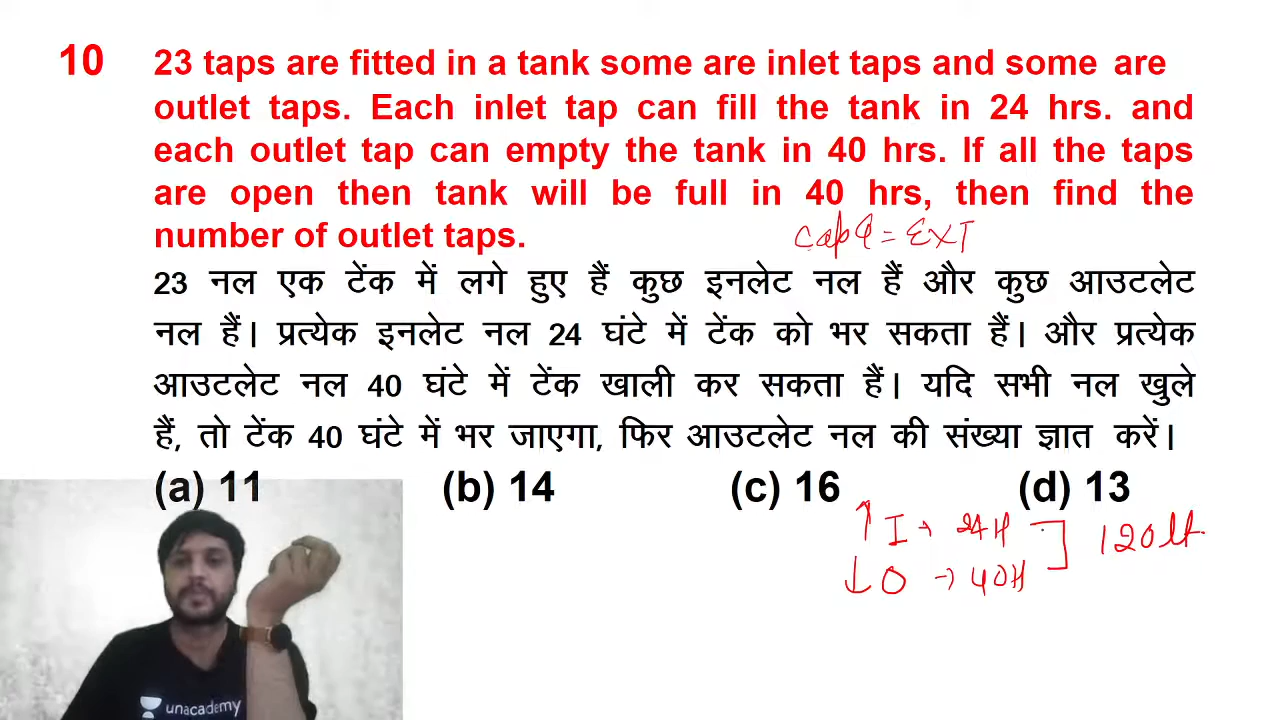 10 23 taps are fitted in a tank some are inlet taps and some are
outlet taps. Each inlet tap can fill the tank in 24 hrs. and
each outlet tap can empty the tank in 40 hrs. If all the taps
are open then tank will be full in 40 hrs, then find the
number of outlet taps.
cap = E×T
23 नल एक टेंक में लगे हुए हैं कुछ इनलेट नल हैं और कुछ आउटलेट
नल हैं। प्रत्येक इनलेट नल 24 घंटे में टेंक को भर सकता हैं। और प्रत्येक
आउटलेट नल 40 घंटे में टेंक खाली कर सकता हैं। यदि सभी नल खुले
हैं, तो टेंक 40 घंटे में भर जाएगा, फिर आउटलेट नल की संख्या ज्ञात करें।
(a) 11 (b) 14 (c) 16 (d) 13
↑ I → 24H
↓ O → 40H
] 120 lt.
unacademy